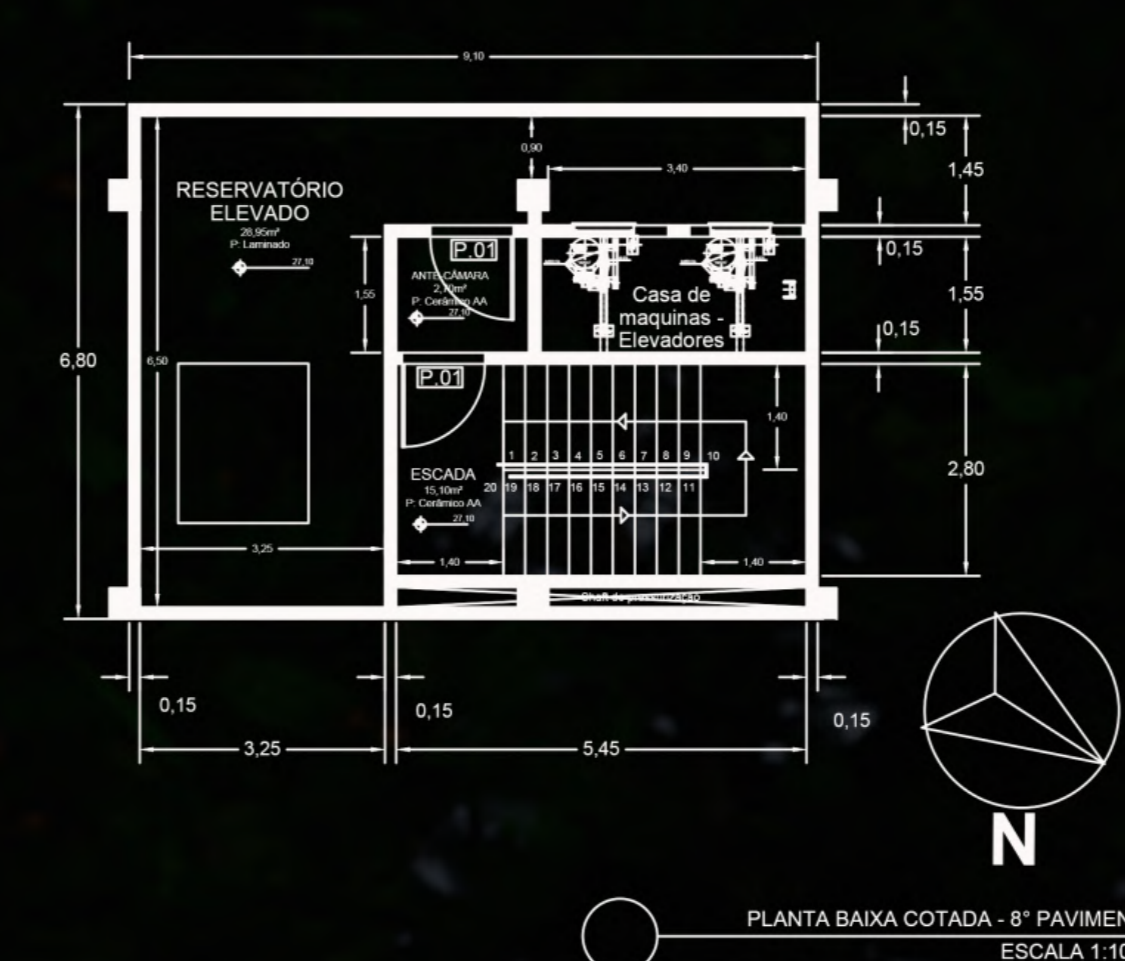 9,10
0,15
0,90
1,45
3,40
RESERVATÓRIO
ELEVADO
28,95m²
P: Laminado
27,10
P.01
0,15
ANTE-CÂMARA
2,70m²
P: Cerâmico AA
27,10
1,55
Casa de
maquinas -
Elevadores
1,55
0,15
6,80
6,50
P.01
1,40
1 2 3 4 5 6 7 8 9 10
ESCADA
15,10m²
P: Cerâmico AA
27,10
20 19 18 17 16 15 14 13 12 11
2,80
3,25
1,40
1,40
Shaft de pressurização
0,15
0,15
0,15
3,25
5,45
N
PLANTA BAIXA COTADA - 8° PAVIMEN
ESCALA 1:10